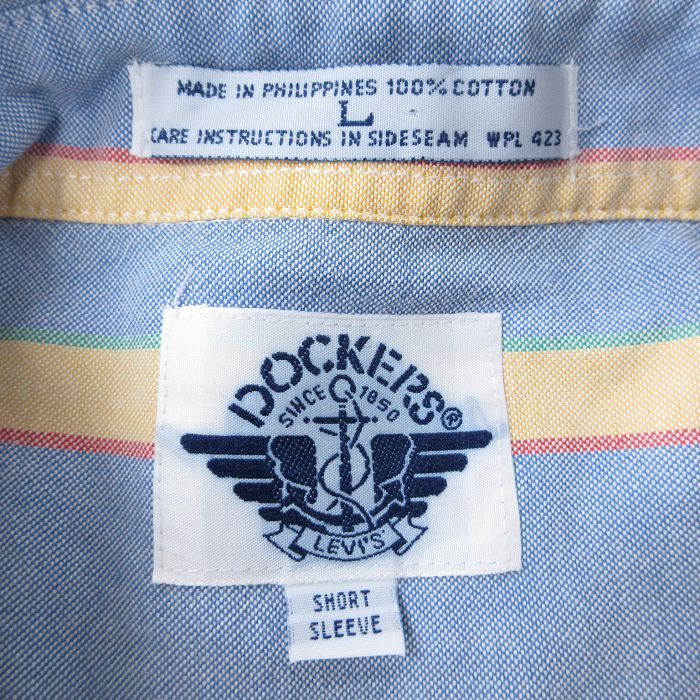 MADE IN PHILIPPINES 100% COTTON
L
CARE INSTRUCTIONS IN SIDESEAM WPL 423
DOCKERS®
SINCE 1850
LEVI'S
SHORT
SLEEVE